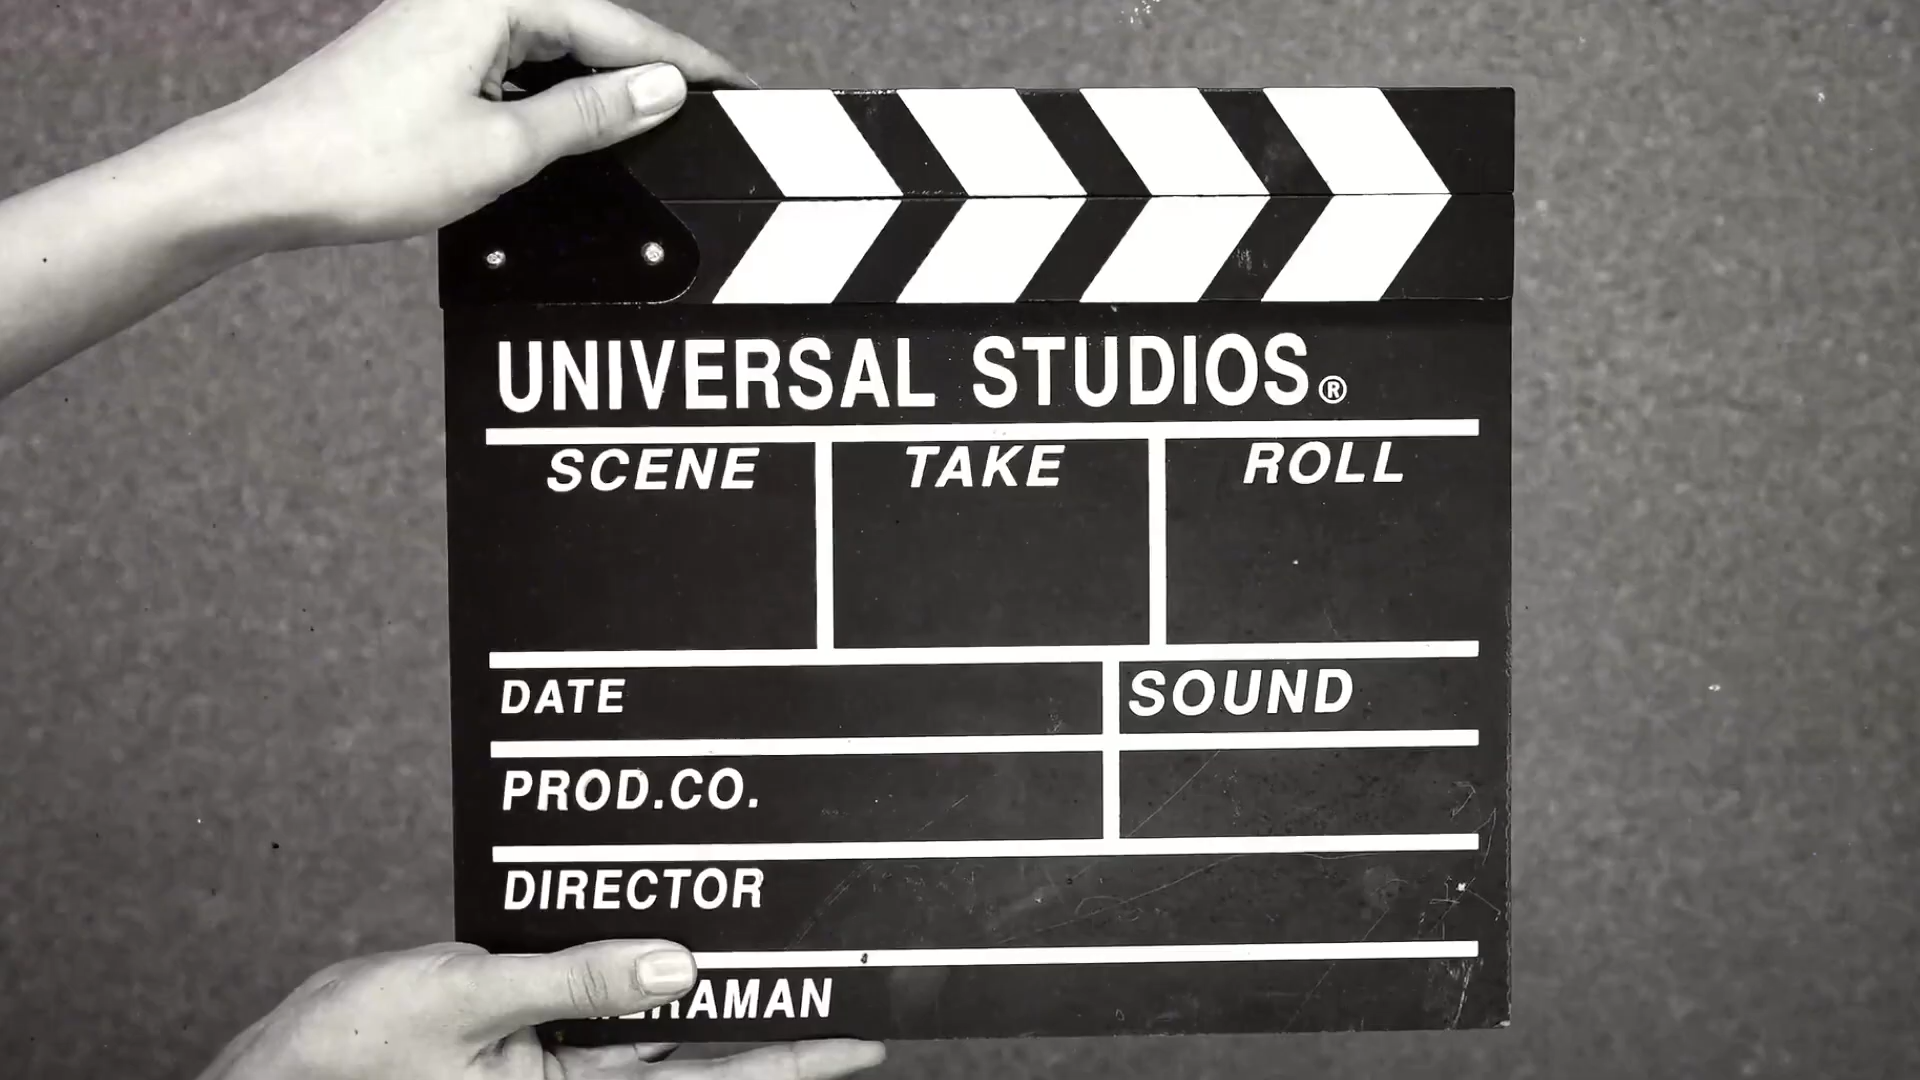 UNIVERSAL STUDIOS®
SCENE TAKE ROLL
DATE SOUND
PROD.CO.
DIRECTOR